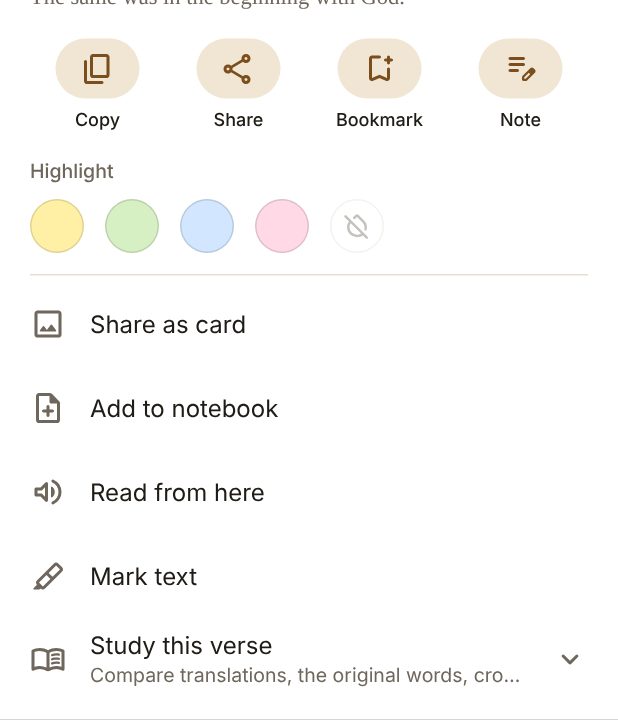 The same was in the beginning with God.
Copy
Share
Bookmark
Note
Highlight
Share as card
Add to notebook
Read from here
Mark text
Study this verse
Compare translations, the original words, cro...